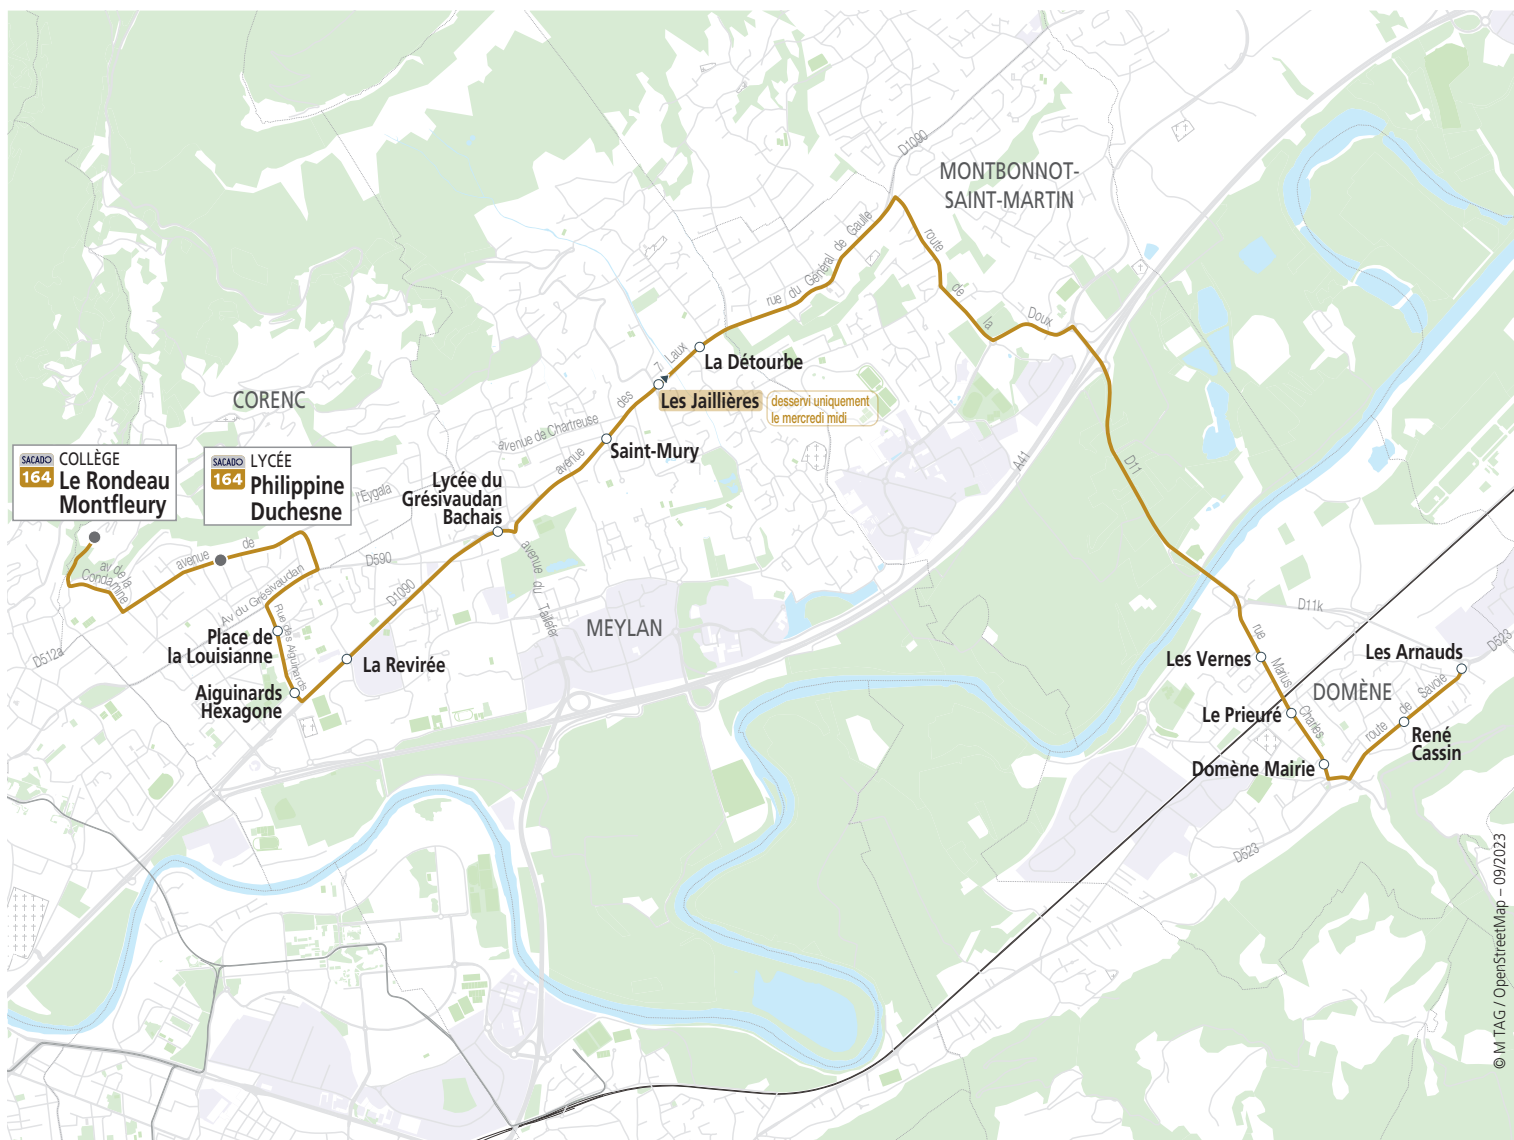 D1090
MONTBONNOT-
SAINT-MARTIN
rue du Général de Gaulle
route
de
la
Doux
7 Laux
La Détourbe
des
Les Jaillières
desservi uniquement
le mercredi midi
CORENC
avenue de Chartreuse
avenue
Saint-Mury
A41
D11
SACADO COLLÈGE
164 Le Rondeau
Montfleury
SACADO LYCÉE
164 Philippine
Duchesne
l'Eygala
Lycée du
Grésivaudan
Bachais
avenue
de
av de la
Condamine
D590
D1090
avenue du Taillefer
Av du Grésivaudan
Rue des Aiguinards
MEYLAN
D512a
Place de
la Louisianne
La Revirée
Aiguinards
Hexagone
D11k
rue
Marius
Charles
Les Vernes
Les Arnauds
D523
DOMÈNE
Le Prieuré
route de Savoie
René
Cassin
Domène Mairie
D523
© M TAG / OpenStreetMap – 09/2023